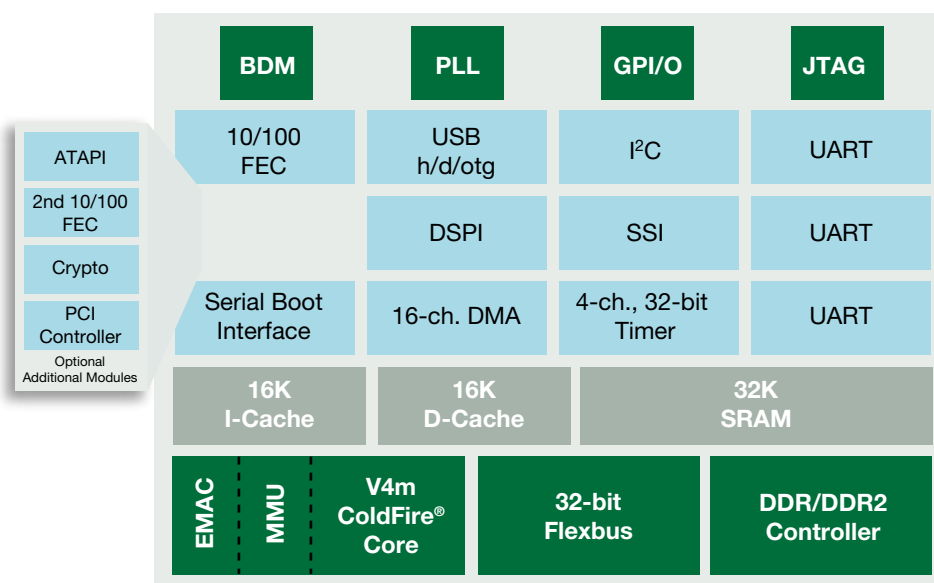 BDM
PLL
GPI/O
JTAG
10/100
FEC
USB
h/d/otg
I²C
UART
ATAPI
2nd 10/100
FEC
Crypto
PCI
Controller
Optional
Additional Modules
DSPI
SSI
UART
Serial Boot
Interface
16-ch. DMA
4-ch., 32-bit
Timer
UART
16K
I-Cache
16K
D-Cache
32K
SRAM
EMAC
MMU
V4m
ColdFire®
Core
32-bit
Flexbus
DDR/DDR2
Controller